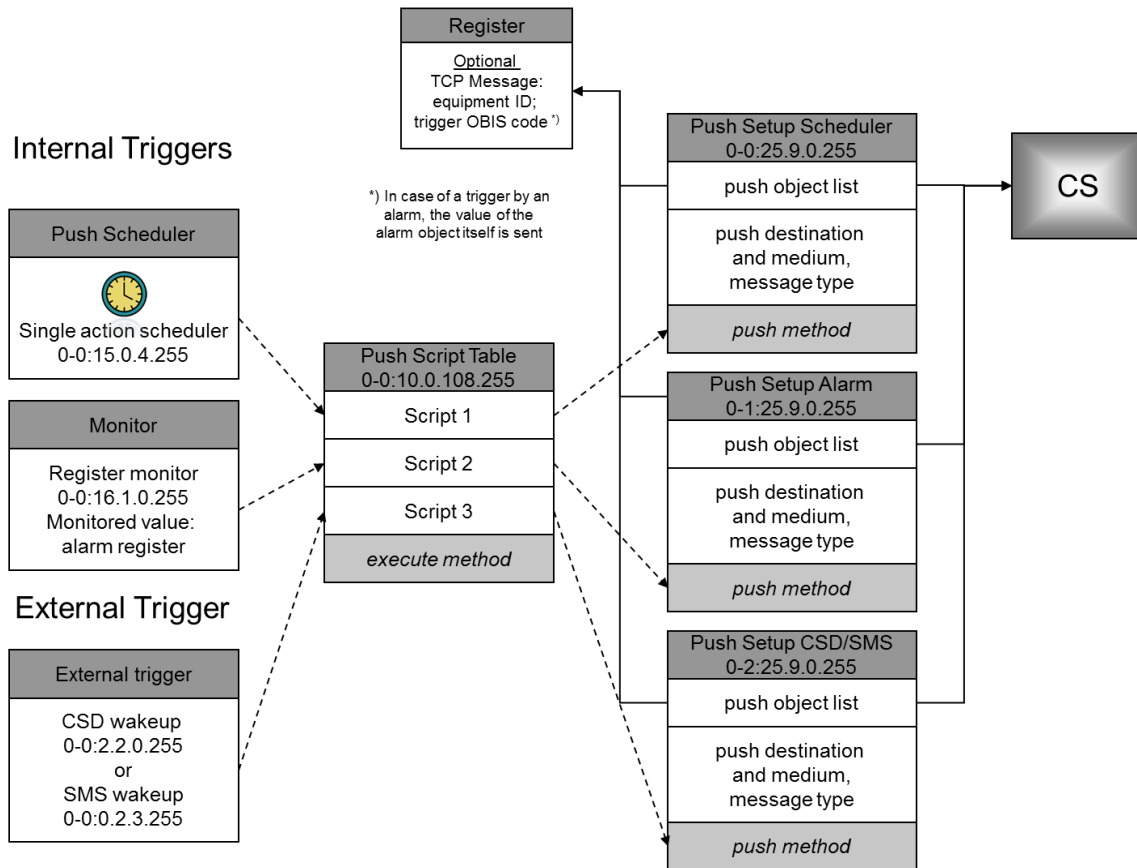 Register
Optional
TCP Message:
equipment ID;
trigger OBIS code *)
*) In case of a trigger by an
alarm, the value of the
alarm object itself is sent
Internal Triggers
Push Scheduler
Single action scheduler
0-0:15.0.4.255
Monitor
Register monitor
0-0:16.1.0.255
Monitored value:
alarm register
External Trigger
External trigger
CSD wakeup
0-0:2.2.0.255
or
SMS wakeup
0-0:0.2.3.255
Push Script Table
0-0:10.0.108.255
Script 1
Script 2
Script 3
execute method
Push Setup Scheduler
0-0:25.9.0.255
push object list
push destination
and medium,
message type
push method
Push Setup Alarm
0-1:25.9.0.255
push object list
push destination
and medium,
message type
push method
Push Setup CSD/SMS
0-2:25.9.0.255
push object list
push destination
and medium,
message type
push method
CS